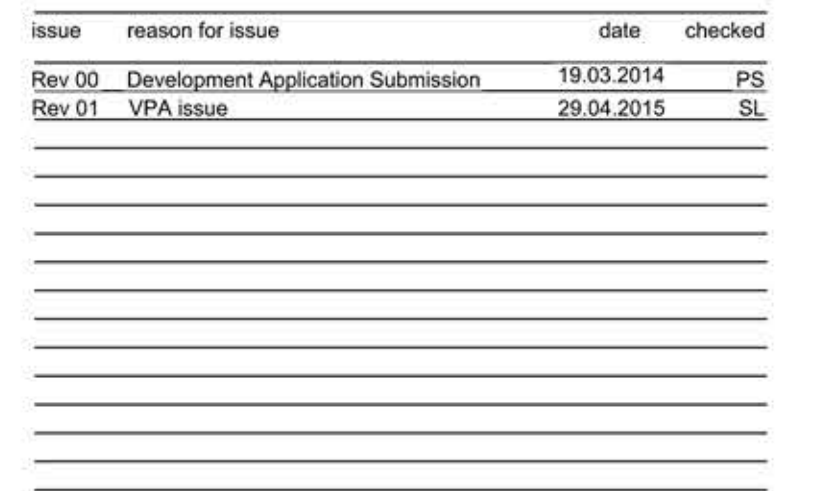 issue reason for issue date checked
Rev 00 Development Application Submission 19.03.2014 PS
Rev 01 VPA issue 29.04.2015 SL